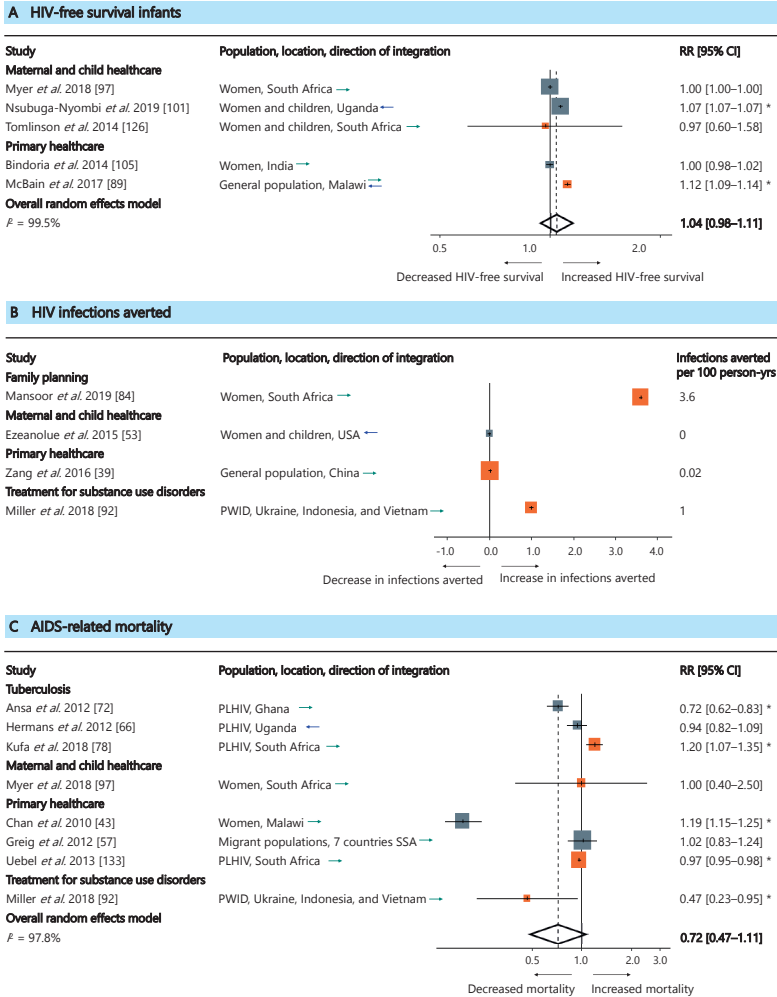 A HIV-free survival infants
Study Population, location, direction of integration RR [95% CI]
Maternal and child healthcare
Myer et al. 2018 [97] Women, South Africa → 1.00 [1.00–1.00]
Nsubuga-Nyombi et al. 2019 [101] Women and children, Uganda ← 1.07 [1.07–1.07] *
Tomlinson et al. 2014 [126] Women and children, South Africa → 0.97 [0.60–1.58]
Primary healthcare
Bindoria et al. 2014 [105] Women, India → 1.00 [0.98–1.02]
McBain et al. 2017 [89] General population, Malawi →← 1.12 [1.09–1.14] *
Overall random effects model
I² = 99.5% 1.04 [0.98–1.11]
0.5 1.0 2.0
Decreased HIV-free survival Increased HIV-free survival
B HIV infections averted
Study Population, location, direction of integration Infections averted
per 100 person-yrs
Family planning
Mansoor et al. 2019 [84] Women, South Africa → 3.6
Maternal and child healthcare
Ezeanolue et al. 2015 [53] Women and children, USA ← 0
Primary healthcare
Zang et al. 2016 [39] General population, China → 0.02
Treatment for substance use disorders
Miller et al. 2018 [92] PWID, Ukraine, Indonesia, and Vietnam → 1
-1.0 0.0 1.0 2.0 3.0 4.0
Decrease in infections averted Increase in infections averted
C AIDS-related mortality
Study Population, location, direction of integration RR [95% CI]
Tuberculosis
Ansa et al. 2012 [72] PLHIV, Ghana → 0.72 [0.62–0.83] *
Hermans et al. 2012 [66] PLHIV, Uganda ← 0.94 [0.82–1.09]
Kufa et al. 2018 [78] PLHIV, South Africa → 1.20 [1.07–1.35] *
Maternal and child healthcare
Myer et al. 2018 [97] Women, South Africa → 1.00 [0.40–2.50]
Primary healthcare
Chan et al. 2010 [43] Women, Malawi → 1.19 [1.15–1.25] *
Greig et al. 2012 [57] Migrant populations, 7 countries SSA → 1.02 [0.83–1.24]
Uebel et al. 2013 [133] PLHIV, South Africa → 0.97 [0.95–0.98] *
Treatment for substance use disorders
Miller et al. 2018 [92] PWID, Ukraine, Indonesia, and Vietnam → 0.47 [0.23–0.95] *
Overall random effects model
I² = 97.8% 0.72 [0.47–1.11]
0.5 1.0 2.0 3.0
Decreased mortality Increased mortality